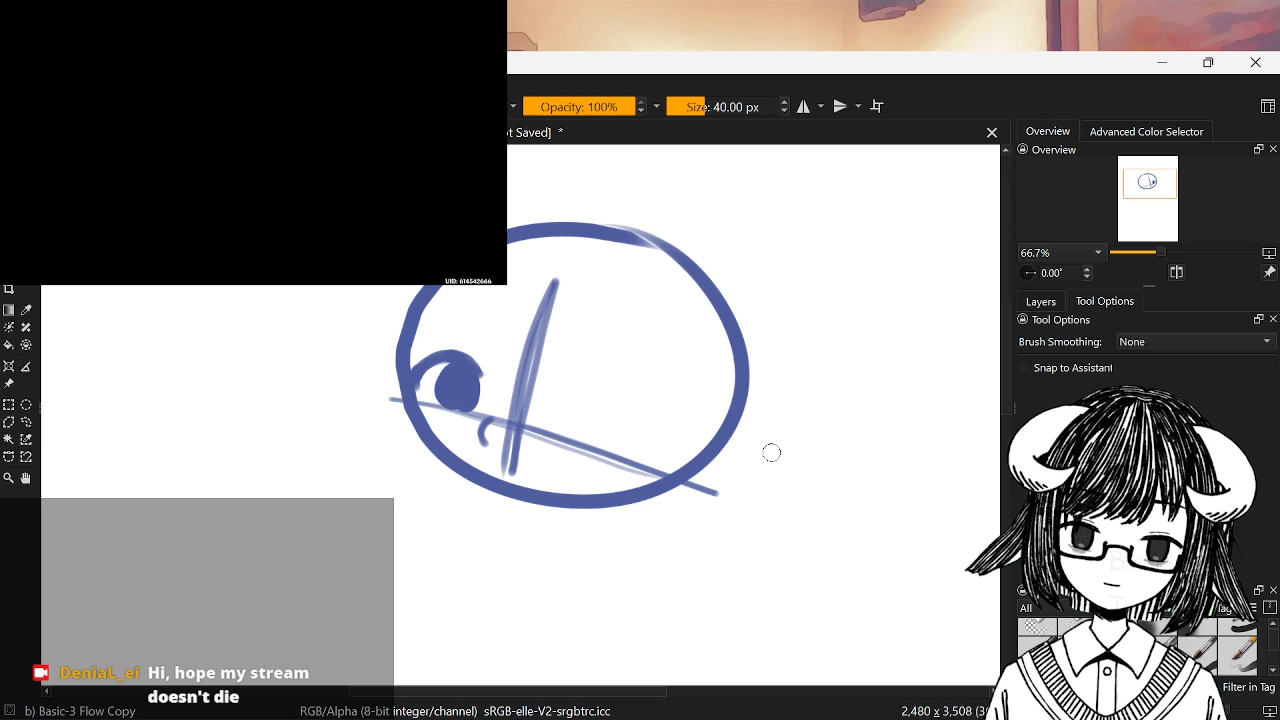 Opacity: 100%
Size: 40.00 px
ot Saved] *
Overview
Advanced Color Selector
Overview
66.7%
0.00°
UID: 614542666
Layers
Tool Options
Tool Options
Brush Smoothing:
None
Snap to Assistant
All
Tag
Filter in Tag
DeniaL_ei Hi, hope my stream
doesn't die
b) Basic-3 Flow Copy
RGB/Alpha (8-bit integer/channel) sRGB-elle-V2-srgbtrc.icc
2,480 x 3,508 (3